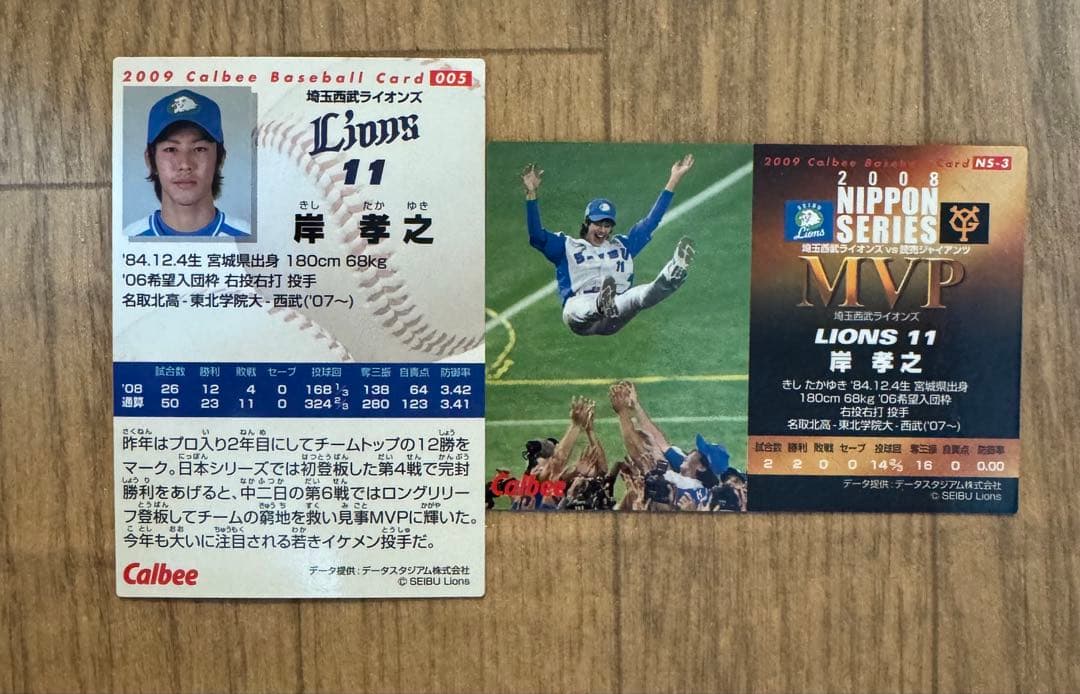 2009 Calbee Baseball Card 005
埼玉西武ライオンズ
Lions
11
きし たか ゆき
岸 孝之
'84.12.4生 宮城県出身 180cm 68kg
'06希望入団枠 右投右打 投手
名取北高-東北学院大-西武('07〜)
試合数 勝利 敗戦 セーブ 投球回 奪三振 自責点 防御率
'08 26 12 4 0 168 1/3 138 64 3.42
通算 50 23 11 0 324 2/3 280 123 3.41
昨年はプロ入り2年目にしてチームトップの12勝を
マーク。日本シリーズでは初登板した第4戦で完封
勝利をあげると、中二日の第6戦ではロングリリー
フ登板してチームの窮地を救い見事MVPに輝いた。
今年も大いに注目される若きイケメン投手だ。
Calbee
データ提供:データスタジアム株式会社
© SEIBU Lions
11
Calbee
2009 Calbee Baseball Card NS-3
2008
NIPPON
SERIES
SEIBU
Lions
埼玉西武ライオンズ vs 読売ジャイアンツ
MVP
埼玉西武ライオンズ
LIONS 11
岸 孝之
きし たかゆき '84.12.4生 宮城県出身
180cm 68kg '06希望入団枠
右投右打 投手
名取北高-東北学院大-西武('07〜)
試合数 勝利 敗戦 セーブ 投球回 奪三振 自責点 防御率
2 2 0 0 14 2/3 16 0 0.00
データ提供:データスタジアム株式会社
© SEIBU Lions